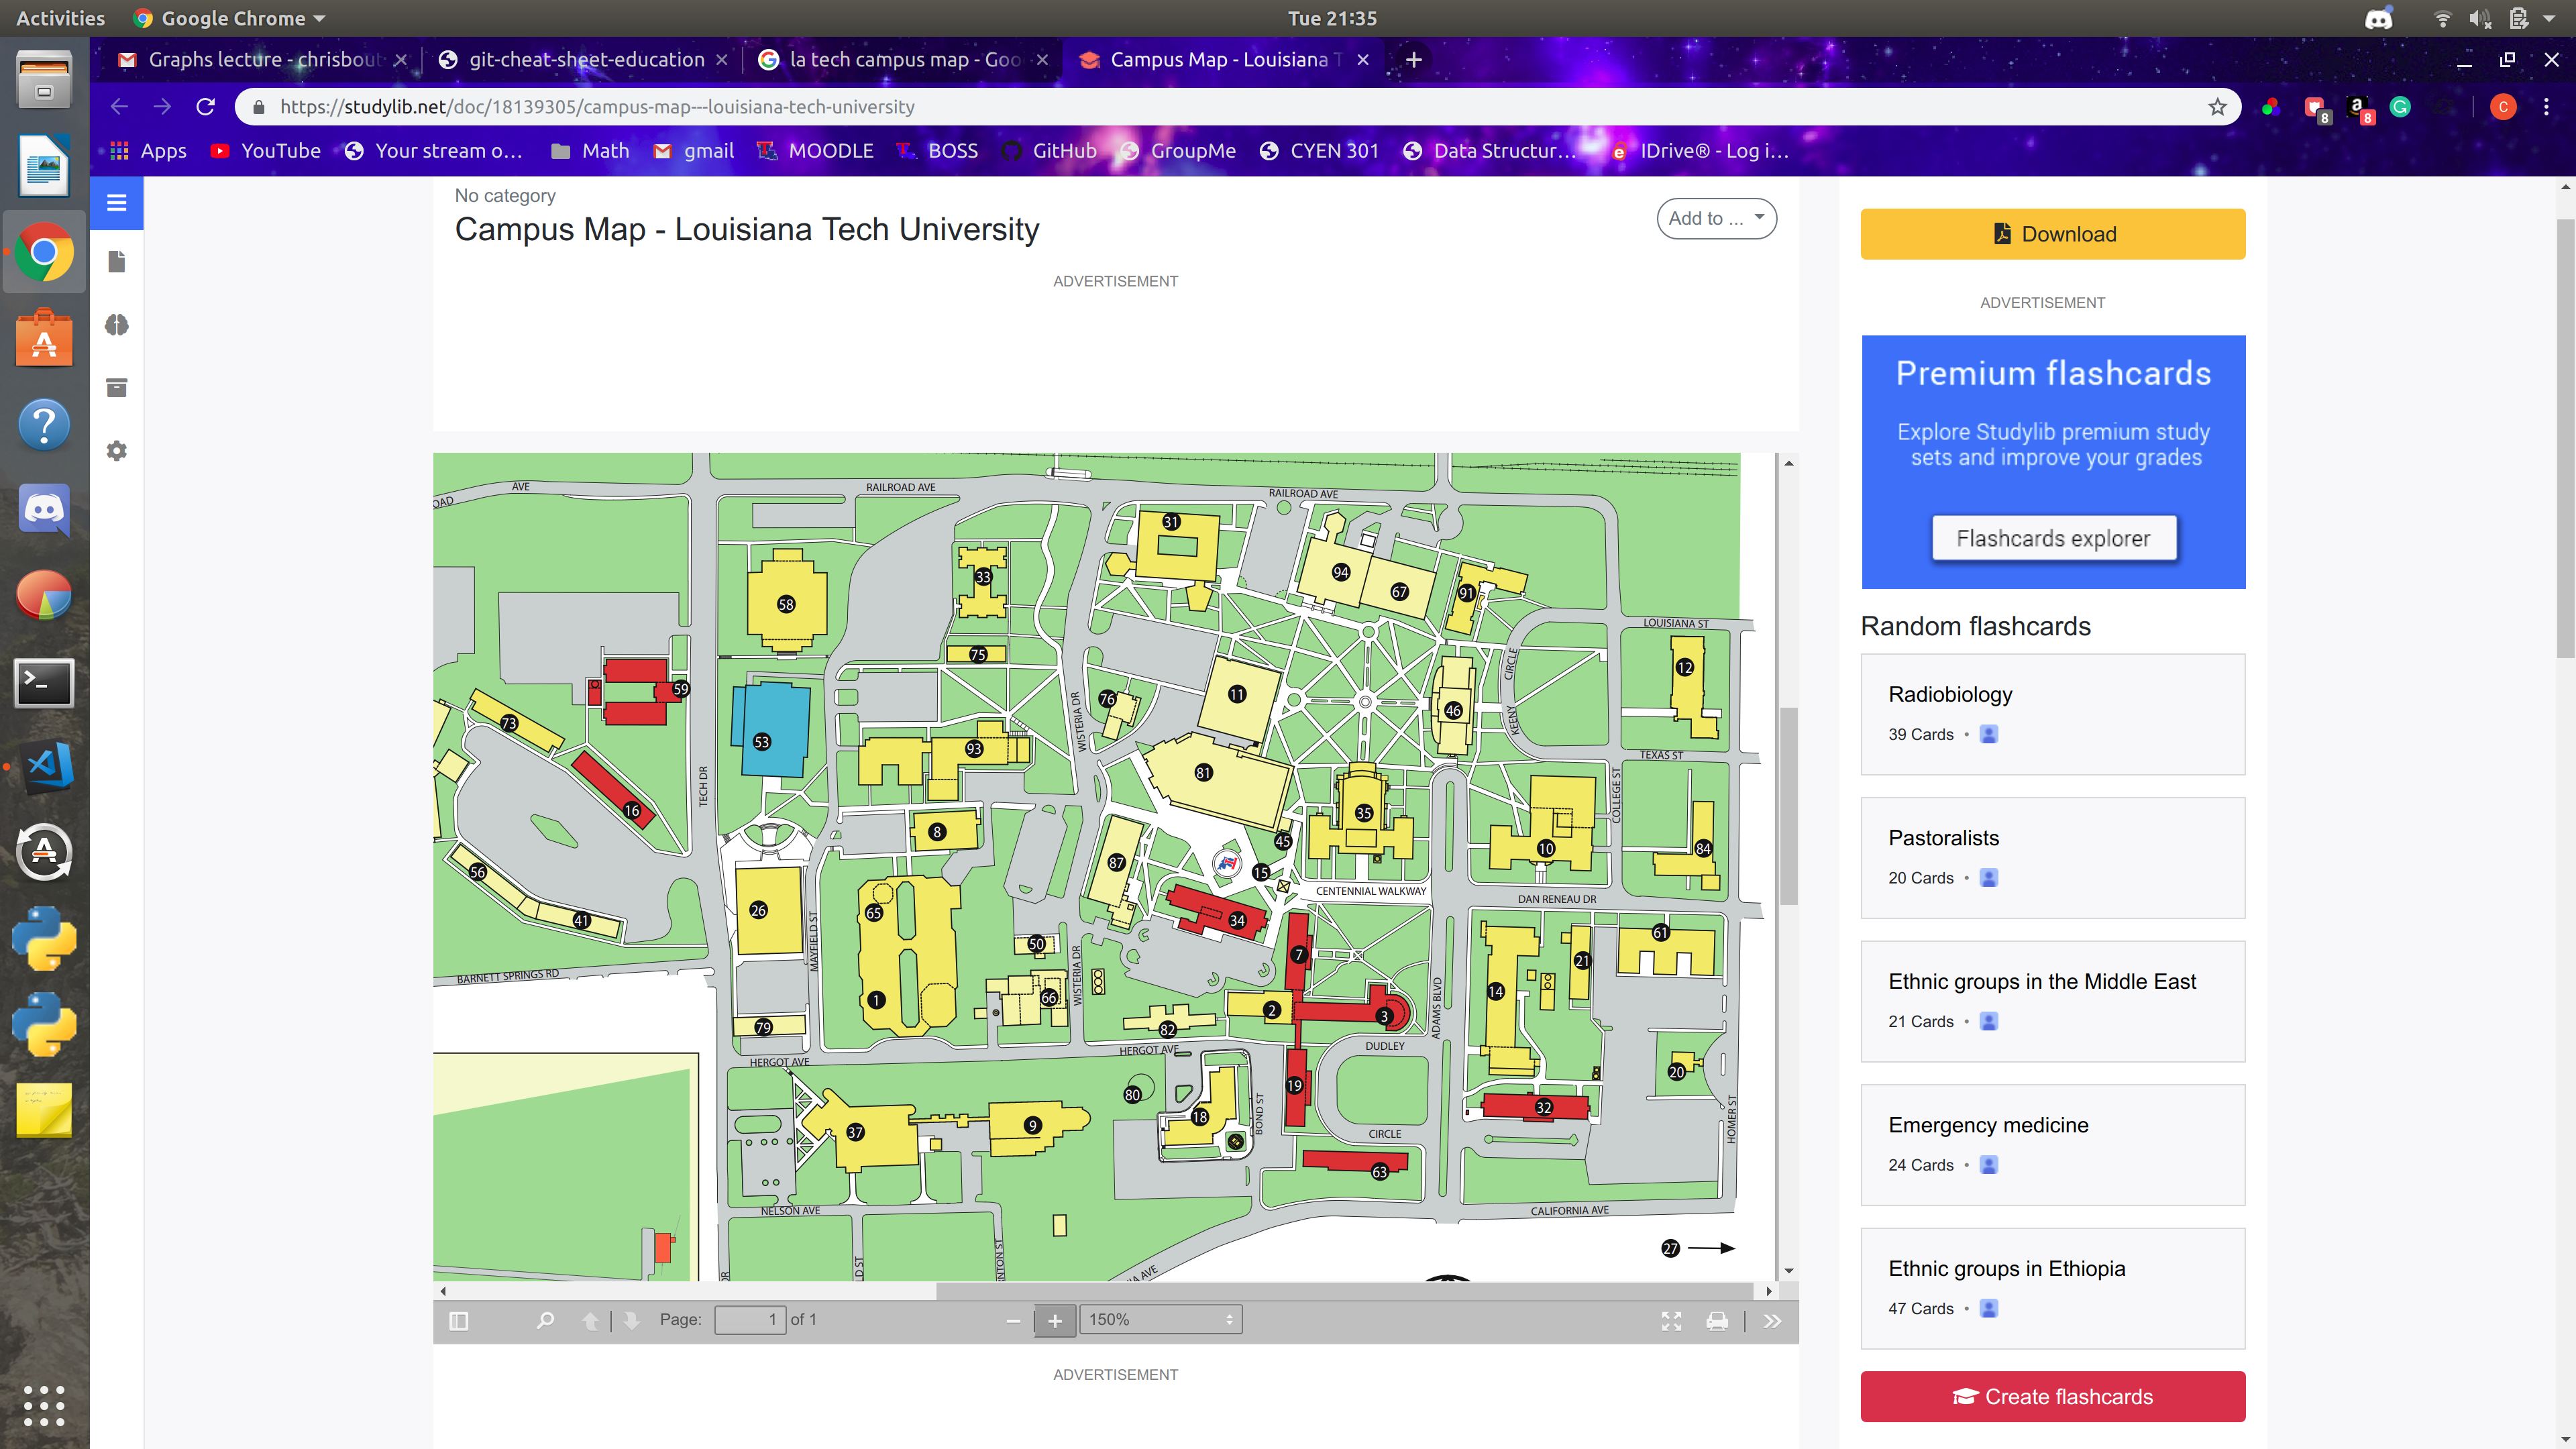 Activities
Google Chrome
Tue 21:35
Graphs lecture - chrisbout
git-cheat-sheet-education
la tech campus map - Goo
Campus Map - Louisiana T
https://studylib.net/doc/18139305/campus-map---louisiana-tech-university
8
8
C
Apps
YouTube
Your stream o...
Math
gmail
MOODLE
BOSS
GitHub
GroupMe
CYEN 301
Data Structur...
IDrive® - Log i...
No category
Campus Map - Louisiana Tech University
Add to ...
ADVERTISEMENT
Download
ADVERTISEMENT
Premium flashcards
Explore Studylib premium study
sets and improve your grades
Flashcards explorer
Random flashcards
Radiobiology
39 Cards •
Pastoralists
20 Cards •
Ethnic groups in the Middle East
21 Cards •
Emergency medicine
24 Cards •
Ethnic groups in Ethiopia
47 Cards •
Create flashcards
OAD
AVE
RAILROAD AVE
RAILROAD AVE
31
33
58
94
67
91
LOUISIANA ST
12
75
59
CIRCLE
11
76
46
73
53
93
WISTERIA DR
KEENY
TEXAS ST
81
TECH DR
COLLEGE ST
16
35
8
45
10
84
87
15
56
CENTENNIAL WALKWAY
DAN RENEAU DR
26
65
41
34
MAYFIELD ST
61
50
7
21
BARNETT SPRINGS RD
WISTERIA DR
66
14
1
2
3
ADAMS BLVD
79
82
HERGOT AVE
HERGOT AVE
DUDLEY
20
80
19
18
32
BOND ST
37
9
CIRCLE
HOMER ST
63
NELSON AVE
CALIFORNIA AVE
27
DR
LD ST
NTON ST
IA AVE
Page:
1
of 1
150%
ADVERTISEMENT